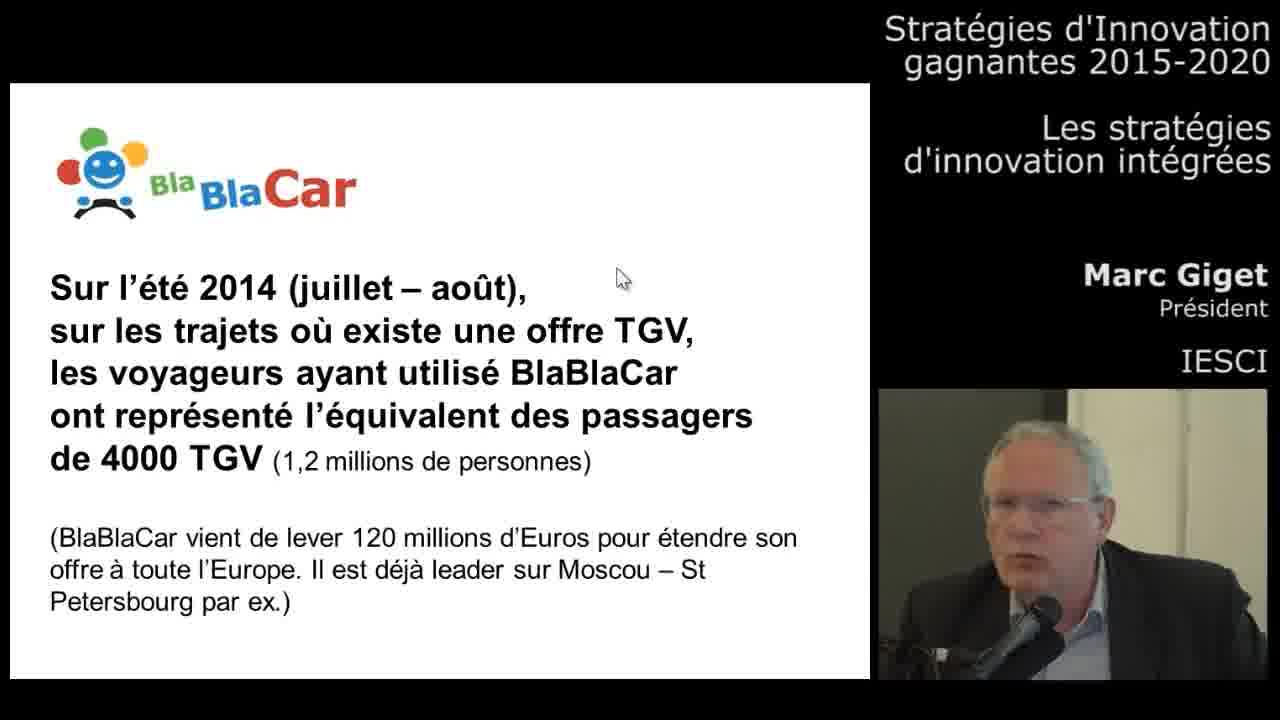 BlaBlaCar
Sur l’été 2014 (juillet – août),
sur les trajets où existe une offre TGV,
les voyageurs ayant utilisé BlaBlaCar
ont représenté l’équivalent des passagers
de 4000 TGV (1,2 millions de personnes)
(BlaBlaCar vient de lever 120 millions d’Euros pour étendre son
offre à toute l’Europe. Il est déjà leader sur Moscou – St
Petersbourg par ex.)
Stratégies d'Innovation
gagnantes 2015-2020
Les stratégies
d'innovation intégrées
Marc Giget
Président
IESCI